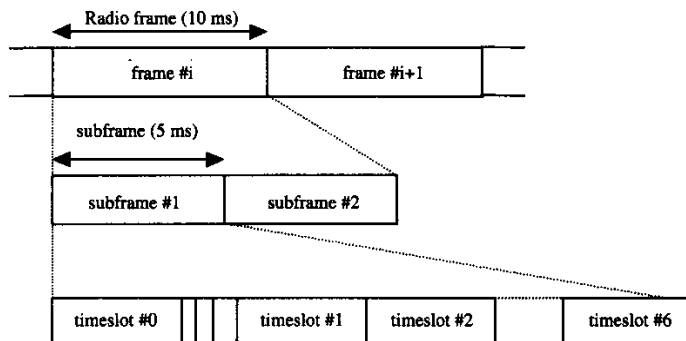 Radio frame (10 ms)
frame #i
frame #i+1
subframe (5 ms)
subframe #1
subframe #2
timeslot #0
timeslot #1
timeslot #2
timeslot #6